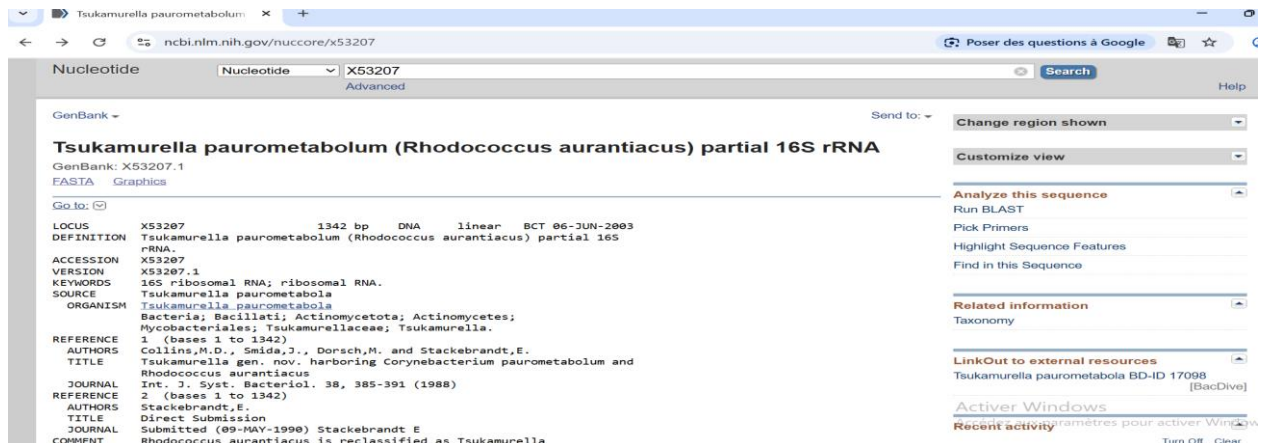 Tsukamurella paurometabolum
ncbi.nlm.nih.gov/nuccore/x53207
Poser des questions à Google
Nucleotide
Nucleotide
X53207
Search
Advanced
Help
GenBank
Send to:
Tsukamurella paurometabolum (Rhodococcus aurantiacus) partial 16S rRNA
GenBank: X53207.1
FASTA Graphics
Go to:
LOCUS X53207 1342 bp DNA linear BCT 06-JUN-2003
DEFINITION Tsukamurella paurometabolum (Rhodococcus aurantiacus) partial 16S
rRNA.
ACCESSION X53207
VERSION X53207.1
KEYWORDS 16S ribosomal RNA; ribosomal RNA.
SOURCE Tsukamurella paurometabola
ORGANISM Tsukamurella paurometabola
Bacteria; Bacillati; Actinomycetota; Actinomycetes;
Mycobacteriales; Tsukamurellaceae; Tsukamurella.
REFERENCE 1 (bases 1 to 1342)
AUTHORS Collins,M.D., Smida,J., Dorsch,M. and Stackebrandt,E.
TITLE Tsukamurella gen. nov. harboring Corynebacterium paurometabolum and
Rhodococcus aurantiacus
JOURNAL Int. J. Syst. Bacteriol. 38, 385-391 (1988)
REFERENCE 2 (bases 1 to 1342)
AUTHORS Stackebrandt,E.
TITLE Direct Submission
JOURNAL Submitted (09-MAY-1990) Stackebrandt E
COMMENT Rhodococcus aurantiacus is reclassified as Tsukamurella
Change region shown
Customize view
Analyze this sequence
Run BLAST
Pick Primers
Highlight Sequence Features
Find in this Sequence
Related information
Taxonomy
LinkOut to external resources
Tsukamurella paurometabola BD-ID 17098
[BacDive]
Activer Windows
Recent activity
paramètres pour activer Window
Turn Off Clear